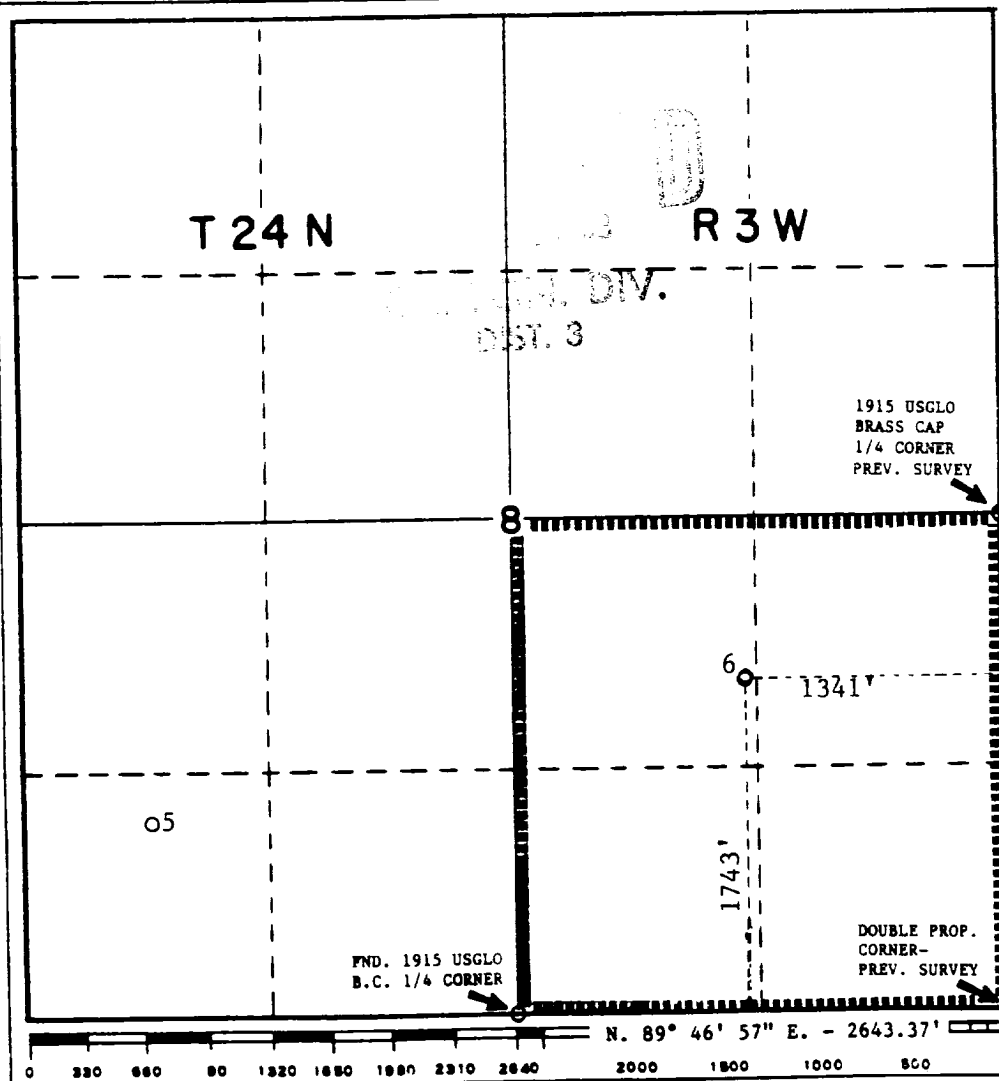 D
T 24 N
R 3 W
DIV.
DIST. 3
1915 USGLO
BRASS CAP
1/4 CORNER
PREV. SURVEY
8
6
1341'
5
1743'
FND. 1915 USGLO
B.C. 1/4 CORNER
DOUBLE PROP.
CORNER-
PREV. SURVEY
N. 89° 46' 57" E. - 2643.37'
0 330 660 90 1320 1650 1980 2310 2640 2000 1500 1000 500